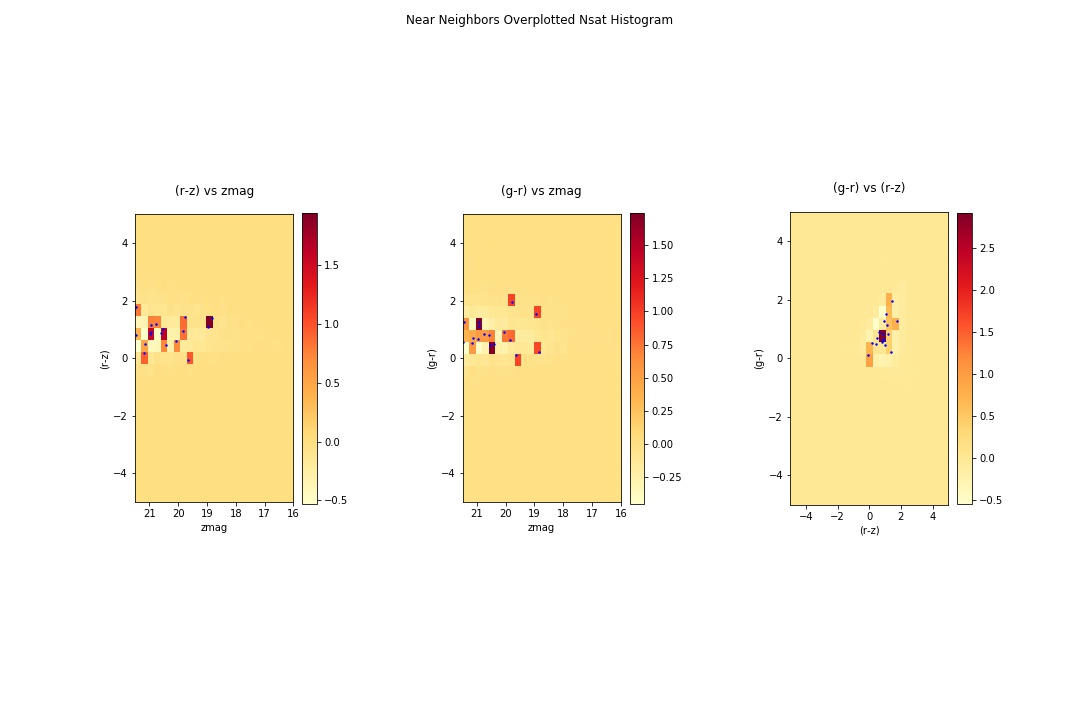 Near Neighbors Overplotted Nsat Histogram
(r-z) vs zmag
4
2
0
−2
−4
(r-z)
21 20 19 18 17 16
zmag
1.5
1.0
0.5
0.0
−0.5
(g-r) vs zmag
4
2
0
−2
−4
(g-r)
21 20 19 18 17 16
zmag
1.50
1.25
1.00
0.75
0.50
0.25
0.00
−0.25
(g-r) vs (r-z)
4
2
0
−2
−4
(g-r)
−4 −2 0 2 4
(r-z)
2.5
2.0
1.5
1.0
0.5
0.0
−0.5